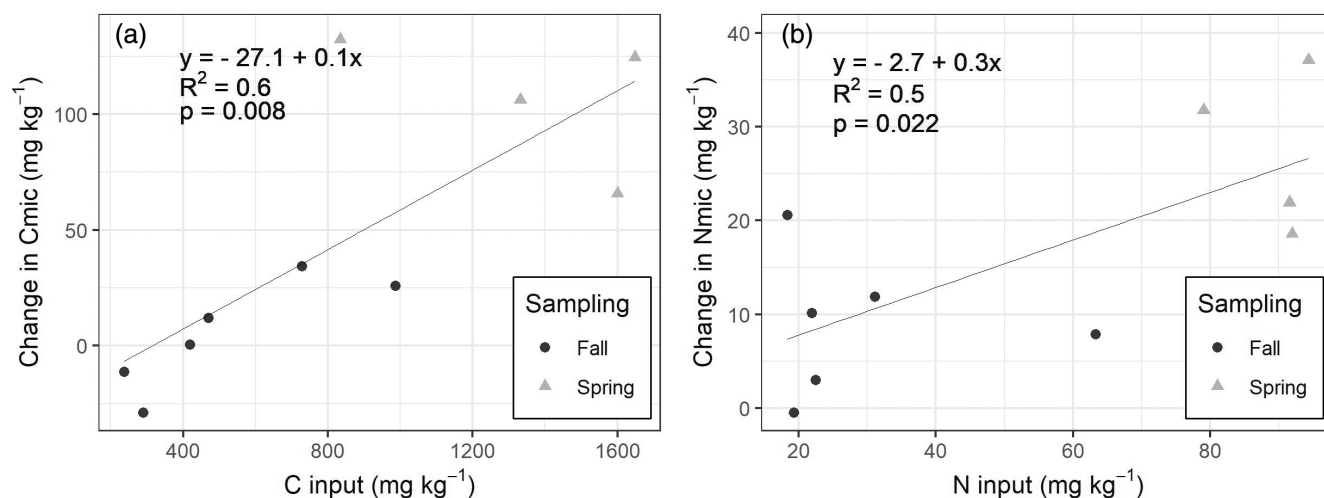 (a)
y = - 27.1 + 0.1x
R² = 0.6
p = 0.008
Change in Cmic (mg kg⁻¹)
100
50
0
400
800
1200
1600
C input (mg kg⁻¹)
Sampling
Fall
Spring
(b)
y = - 2.7 + 0.3x
R² = 0.5
p = 0.022
Change in Nmic (mg kg⁻¹)
40
30
20
10
0
20
40
60
80
N input (mg kg⁻¹)
Sampling
Fall
Spring